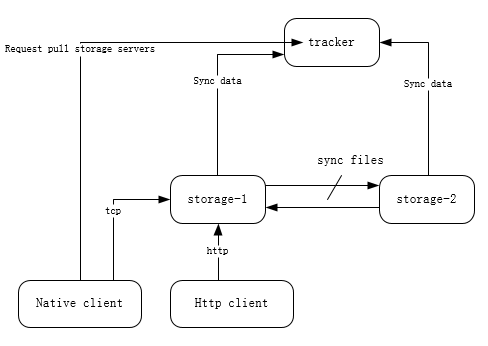 tracker
Request pull storage servers
Sync data
Sync data
sync files
storage-1
storage-2
tcp
http
Native client
Http client